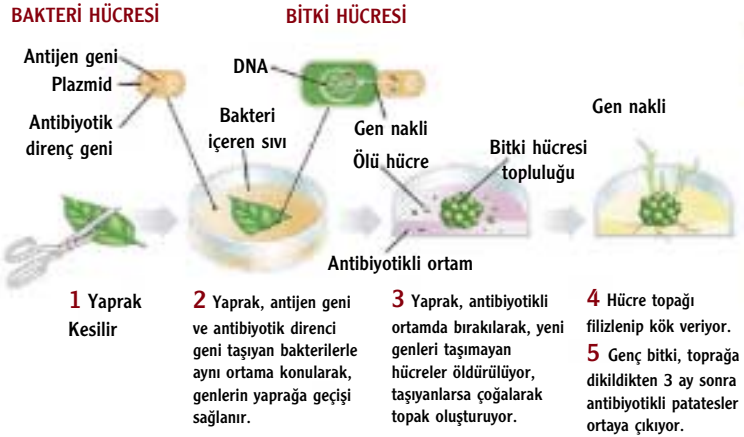 BAKTERİ HÜCRESİ
BİTKİ HÜCRESİ
Antijen geni
Plazmid
Antibiyotik
direnç geni
DNA
Bakteri
içeren sıvı
Gen nakli
Ölü hücre
Bitki hücresi
topluluğu
Gen nakli
Antibiyotikli ortam
1 Yaprak
Kesilir
2 Yaprak, antijen geni
ve antibiyotik direnci
geni taşıyan bakterilerle
aynı ortama konularak,
genlerin yaprağa geçişi
sağlanır.
3 Yaprak, antibiyotikli
ortamda bırakılarak, yeni
genleri taşımayan
hücreler öldürülüyor,
taşıyanlarsa çoğalarak
topak oluşturuyor.
4 Hücre topağı
filizlenip kök veriyor.
5 Genç bitki, toprağa
dikildikten 3 ay sonra
antibiyotikli patatesler
ortaya çıkıyor.